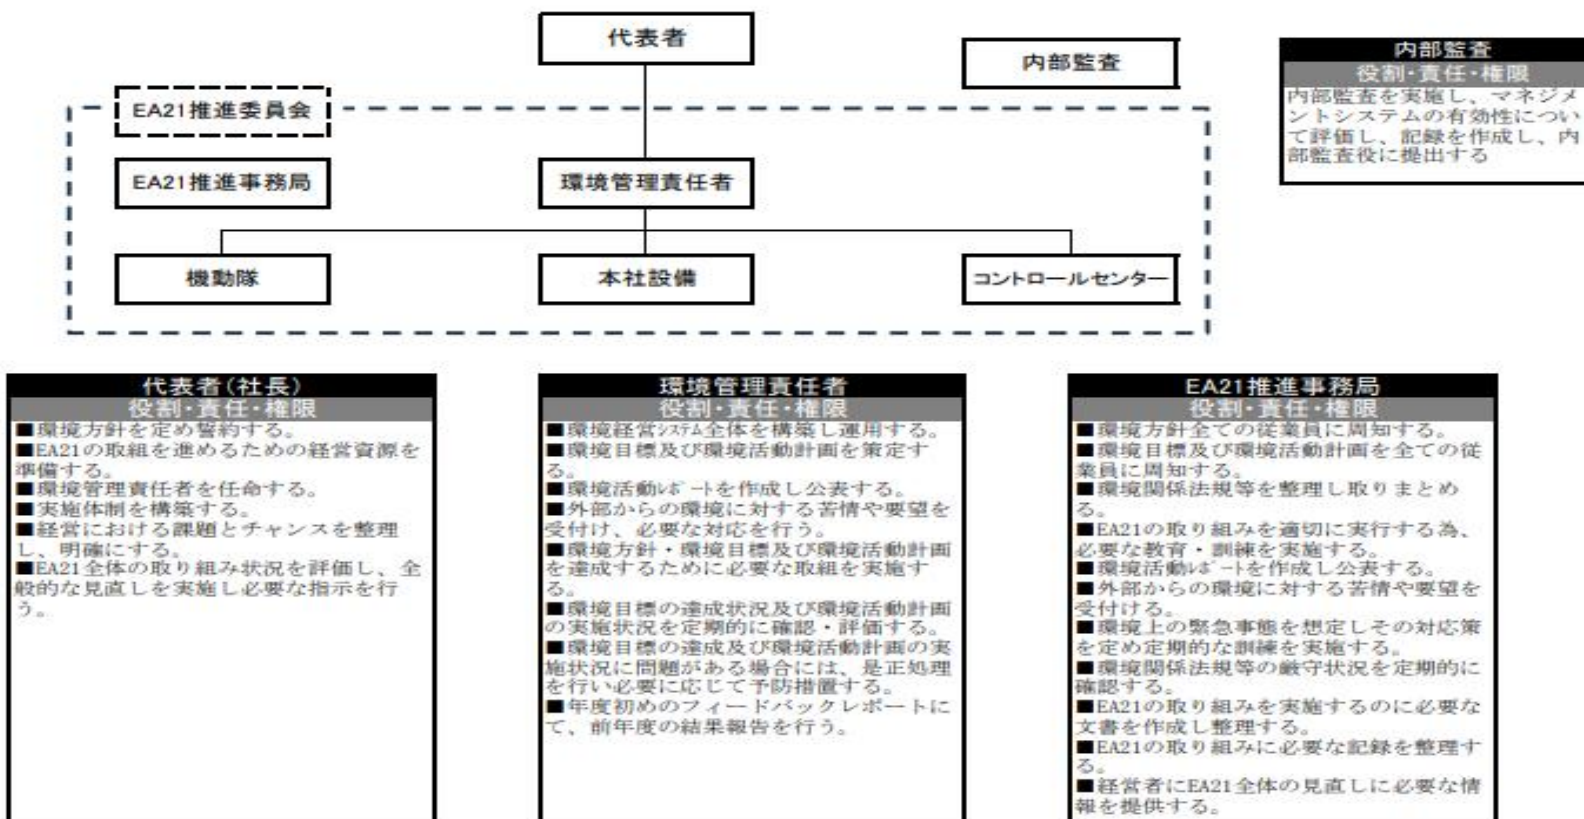 代表者
内部監査
EA21推進委員会
EA21推進事務局
環境管理責任者
機動隊
本社設備
コントロールセンター
内部監査
役割・責任・権限
内部監査を実施し、マネジメ
ントシステムの有効性につい
て評価し、記録を作成し、内
部監査役に提出する
代表者(社長)
役割・責任・権限
■環境方針を定め誓約する。
■EA21の取組を進めるための経営資源を
準備する。
■環境管理責任者を任命する。
■実施体制を構築する。
■経営における課題とチャンスを整理
し、明確にする。
■EA21全体の取り組み状況を評価し、全
般的な見直しを実施し必要な指示を行
う。
環境管理責任者
役割・責任・権限
■環境経営ｼｽﾃﾑ全体を構築し運用する。
■環境目標及び環境活動計画を策定す
る。
■環境活動ﾚﾎﾟｰﾄを作成し公表する。
■外部からの環境に対する苦情や要望を
受付け、必要な対応を行う。
■環境方針・環境目標及び環境活動計画
を達成するために必要な取組を実施す
る。
■環境目標の達成状況及び環境活動計画
の実施状況を定期的に確認・評価する。
■環境目標の達成及び環境活動計画の実
施状況に問題がある場合には、是正処理
を行い必要に応じて予防措置する。
■年度初めのフィードバックレポートに
て、前年度の結果報告を行う。
EA21推進事務局
役割・責任・権限
■環境方針全ての従業員に周知する。
■環境目標及び環境活動計画を全ての従
業員に周知する。
■環境関係法規等を整理し取りまとめ
る。
■EA21の取り組みを適切に実行する為、
必要な教育・訓練を実施する。
■環境活動ﾚﾎﾟｰﾄを作成し公表する。
■外部からの環境に対する苦情や要望を
受付ける。
■環境上の緊急事態を想定しその対応策
を定め定期的な訓練を実施する。
■環境関係法規等の厳守状況を定期的に
確認する。
■EA21の取り組みを実施するのに必要な
文書を作成し整理する。
■EA21の取り組みに必要な記録を整理す
る。
■経営者にEA21全体の見直しに必要な情
報を提供する。